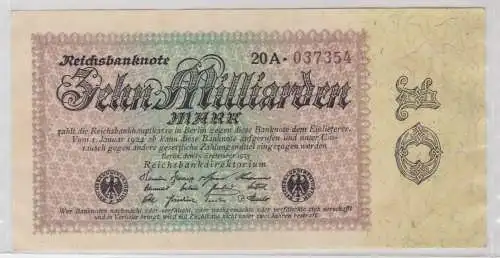 Reichsbanknote
20A·037354
Zehn Milliarden
MARK
zahlt die Reichsbankhauptkasse in Berlin gegen diese Banknote dem Einlieferer.
Vom 1. Januar 1924 ab kann diese Banknote aufgerufen und unter Um-
tausch gegen andere gesetzliche Zahlungsmittel eingezogen werden
Berlin, den 15. September 1923
Reichsbankdirektorium
Wer Banknoten nachmacht oder verfälscht, oder nachgemachte oder verfälschte sich verschafft
und in Verkehr bringt, wird mit Zuchthaus nicht unter zwei Jahren bestraft